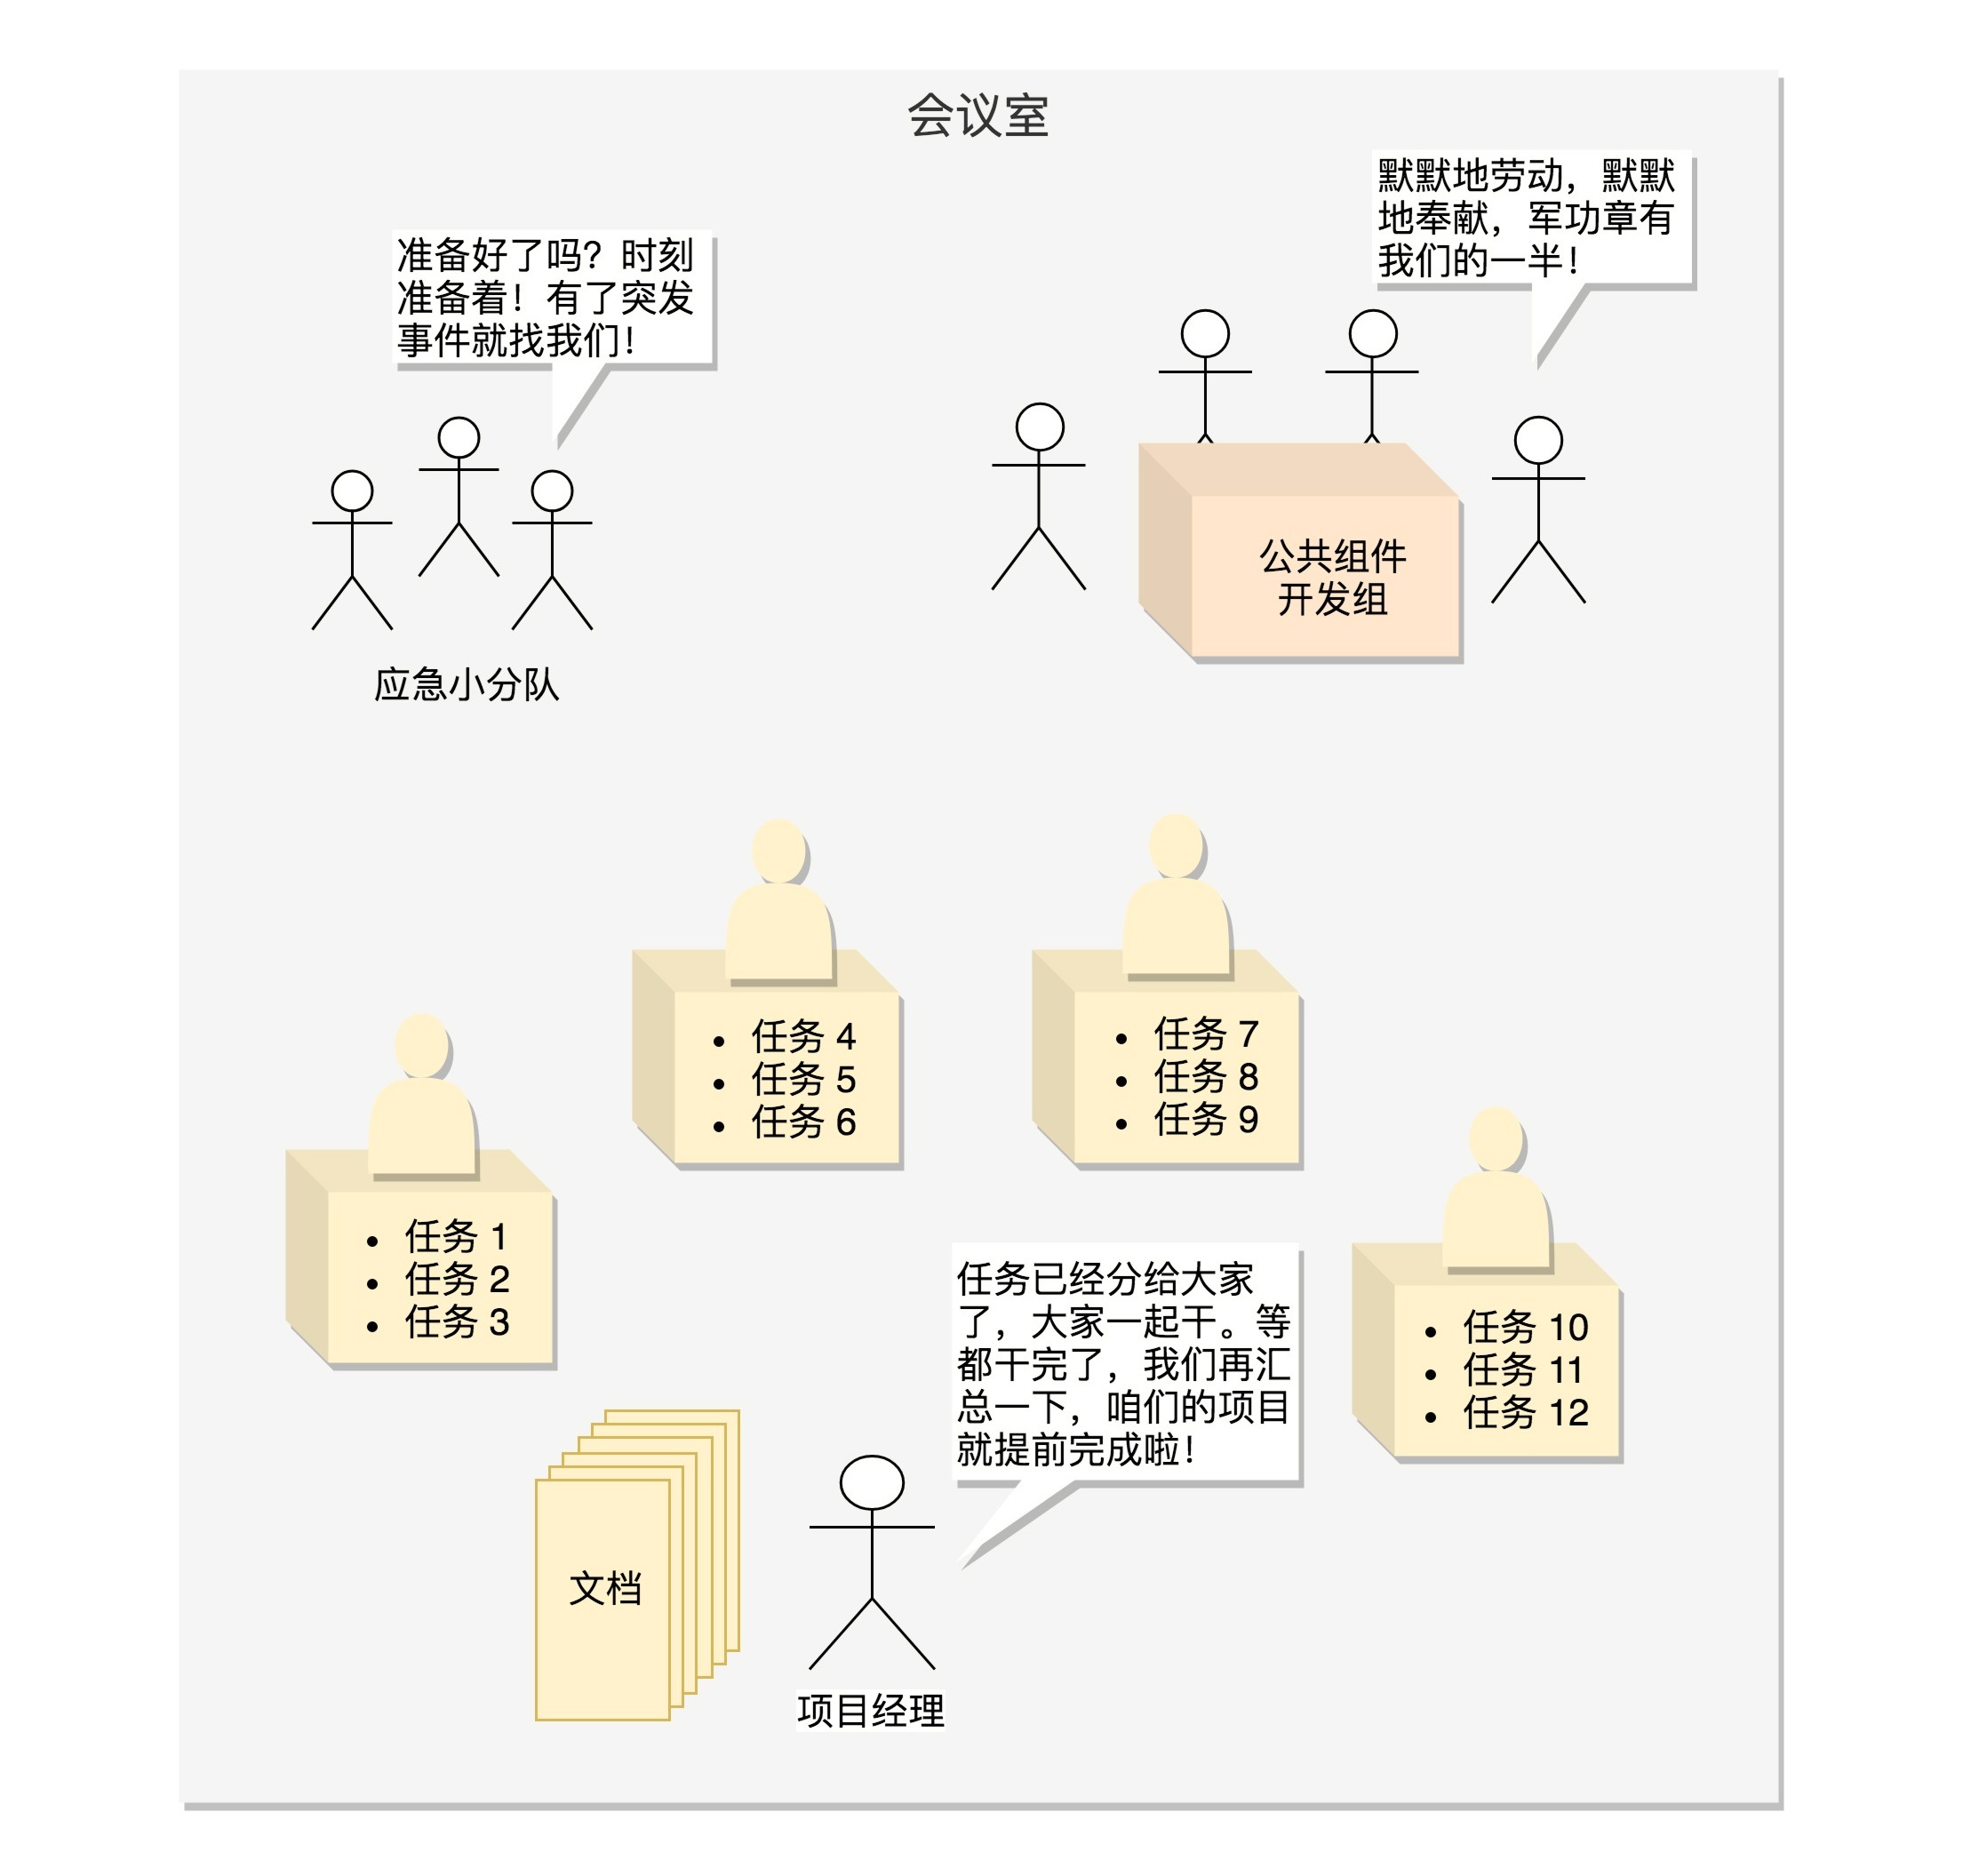 会议室
默默地劳动，默默
地奉献，军功章有
我们的一半！
准备好了吗？时刻
准备着！有了突发
事件就找我们！
公共组件
开发组
应急小分队
• 任务 4
• 任务 5
• 任务 6
• 任务 7
• 任务 8
• 任务 9
• 任务 1
• 任务 2
• 任务 3
• 任务 10
• 任务 11
• 任务 12
任务已经分给大家
了，大家一起干。等
都干完了，我们再汇
总一下，咱们的项目
就提前完成啦！
文档
项目经理